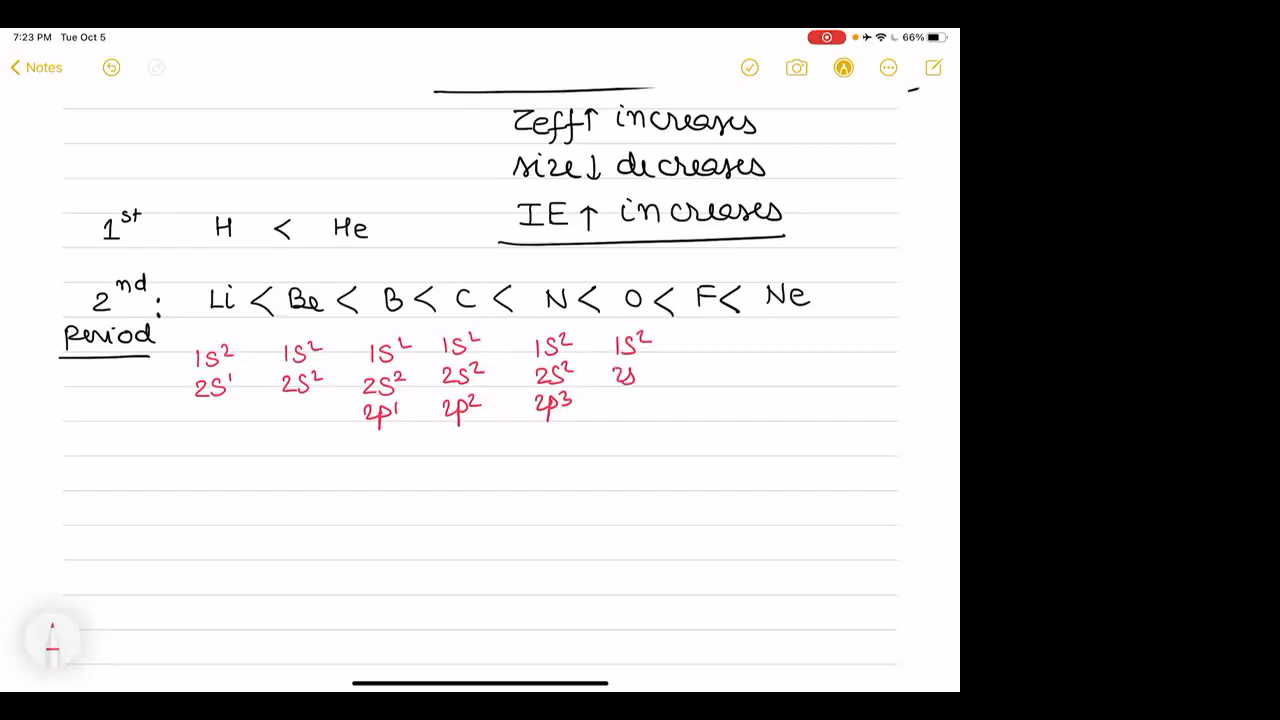 7:23 PM Tue Oct 5
66%
Notes
Zeff↑ increases
size↓ decreases
IE↑ increases
1st H < He
2nd: Li < Be < B < C < N < O < F < Ne
Period
1s² 1s² 1s² 1s² 1s² 1s²
2s¹ 2s² 2s² 2s² 2s² 2s
2p¹ 2p² 2p³